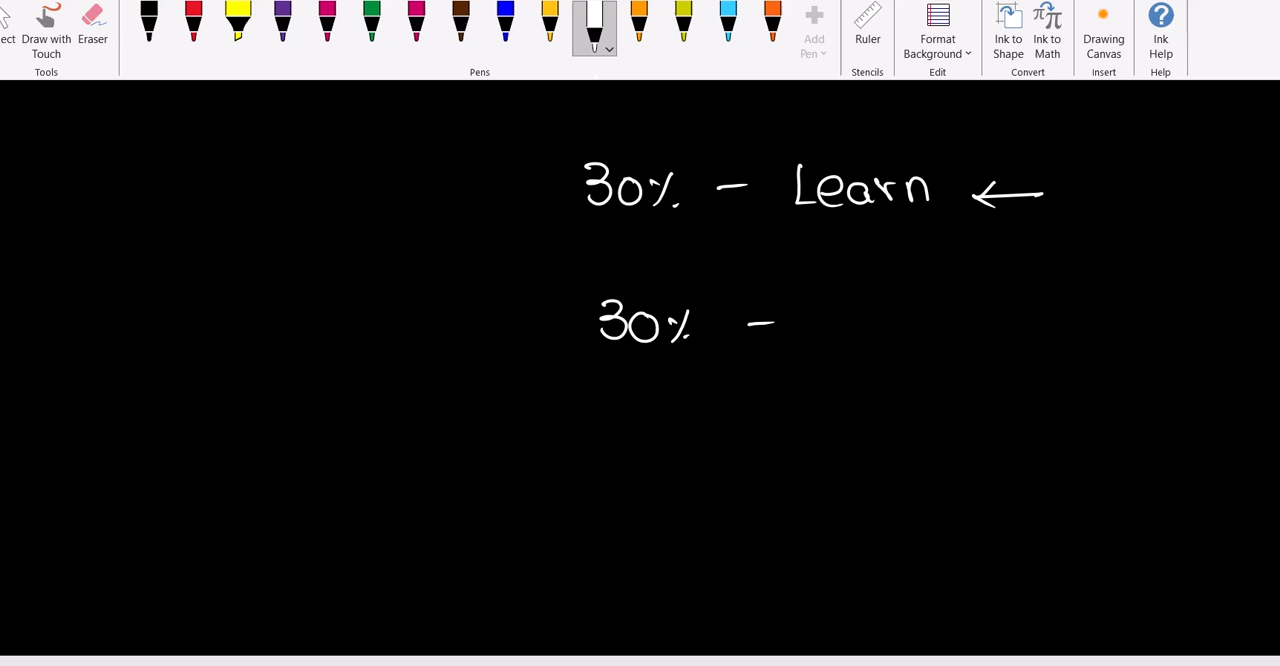 ect Draw with Touch Eraser Add Pen Ruler Format Background Ink to Shape Ink to Math Drawing Canvas Ink Help
Tools Pens Stencils Edit Convert Insert Help
30% - Learn ←
30% -